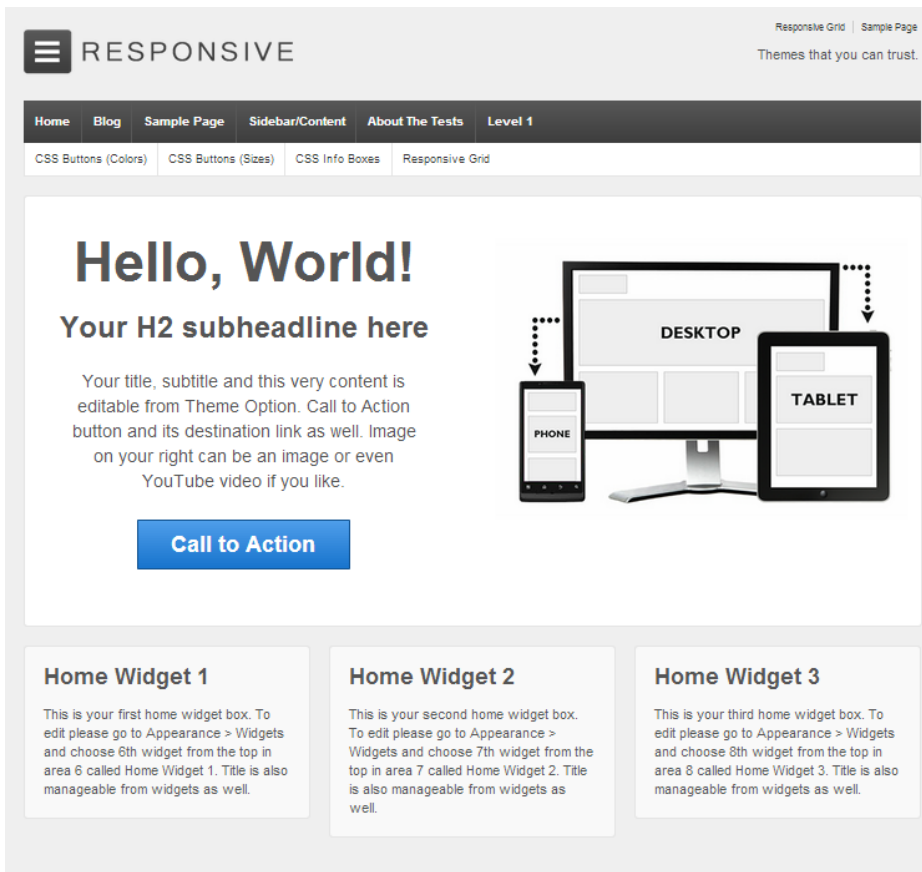 Responsive Grid Sample Page
RESPONSIVE
Themes that you can trust.
Home Blog Sample Page Sidebar/Content About The Tests Level 1
CSS Buttons (Colors) CSS Buttons (Sizes) CSS Info Boxes Responsive Grid
Hello, World!
Your H2 subheadline here
Your title, subtitle and this very content is
editable from Theme Option. Call to Action
button and its destination link as well. Image
on your right can be an image or even
YouTube video if you like.
Call to Action
DESKTOP
TABLET
PHONE
Home Widget 1
This is your first home widget box. To
edit please go to Appearance > Widgets
and choose 6th widget from the top in
area 6 called Home Widget 1. Title is also
manageable from widgets as well.
Home Widget 2
This is your second home widget box.
To edit please go to Appearance >
Widgets and choose 7th widget from the
top in area 7 called Home Widget 2. Title
is also manageable from widgets as
well.
Home Widget 3
This is your third home widget box. To
edit please go to Appearance > Widgets
and choose 8th widget from the top in
area 8 called Home Widget 3. Title is also
manageable from widgets as well.